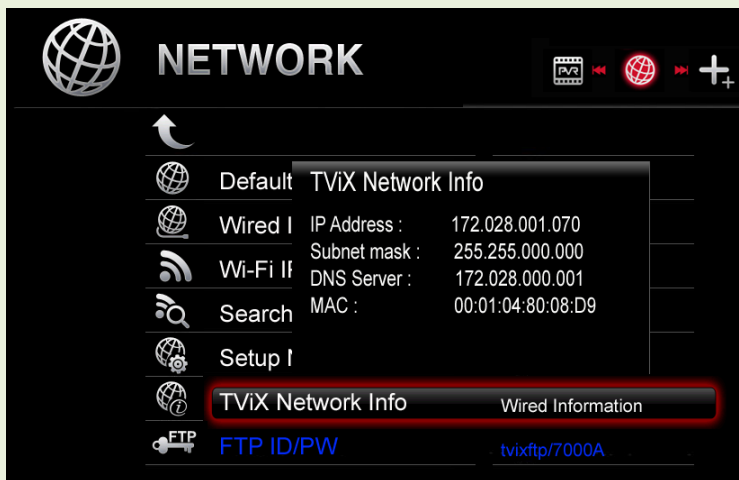 NETWORK
PVR
Default
TViX Network Info
Wired I
IP Address : 172.028.001.070
Subnet mask : 255.255.000.000
Wi-Fi IP
DNS Server : 172.028.000.001
Search
MAC : 00:01:04:80:08:D9
Setup N
TViX Network Info Wired Information
FTP
FTP ID/PW tvixftp/7000A